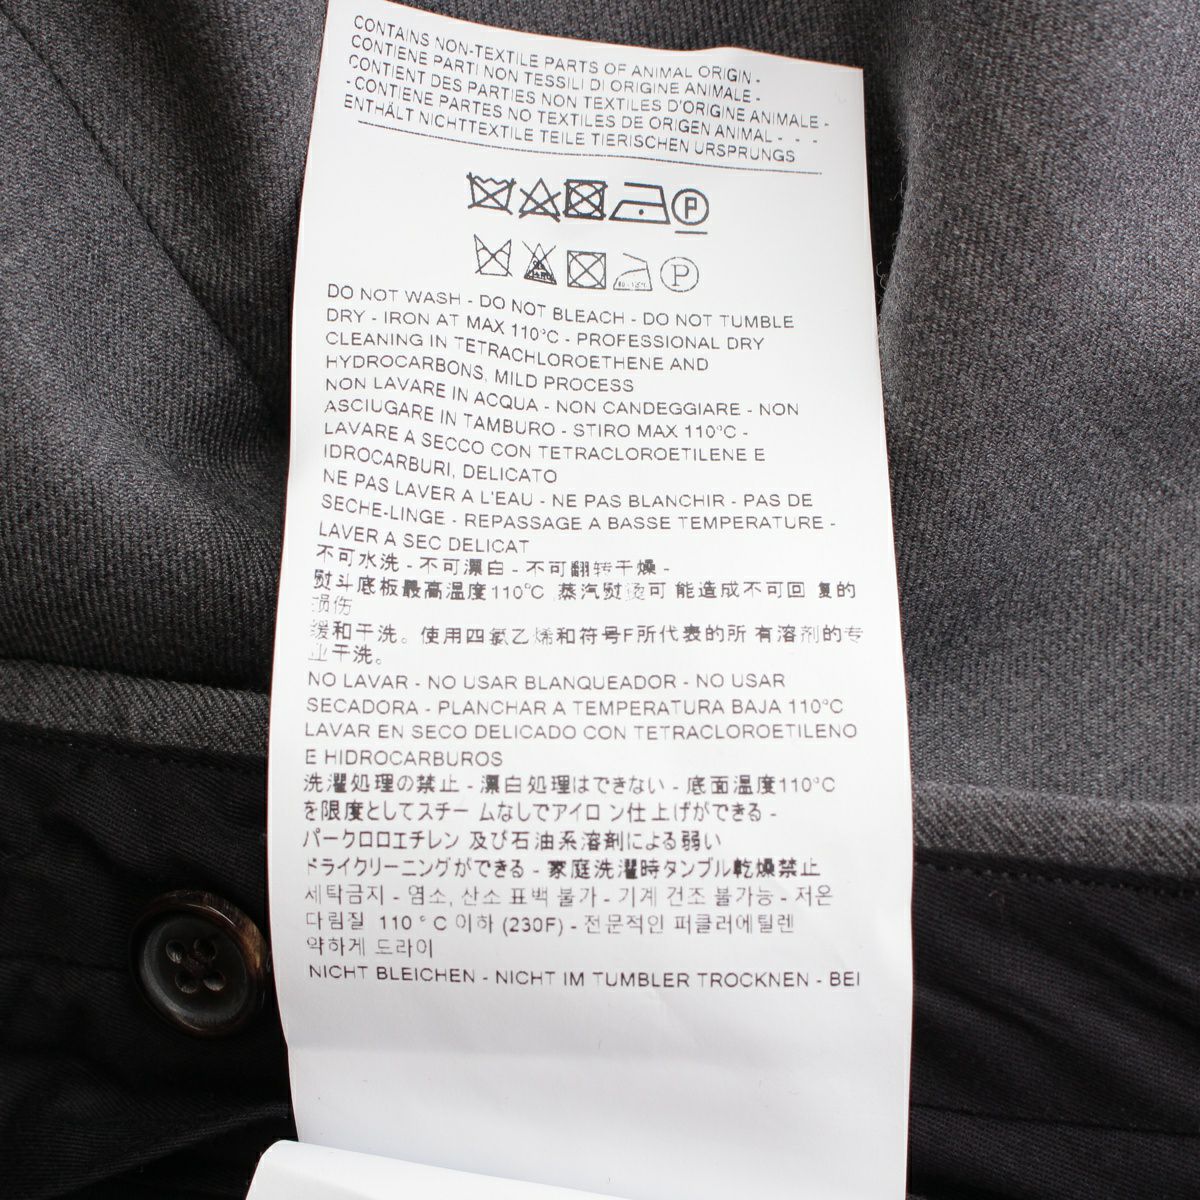 CONTAINS NON-TEXTILE PARTS OF ANIMAL ORIGIN -
CONTIENE PARTI NON TESSILI DI ORIGINE ANIMALE -
- CONTIENT DES PARTIES NON TEXTILES D'ORIGINE ANIMALE -
- CONTIENE PARTES NO TEXTILES DE ORIGEN ANIMAL - - -
ENTHÄLT NICHTTEXTILE TEILE TIERISCHEN URSPRUNGS
P
P
DO NOT WASH - DO NOT BLEACH - DO NOT TUMBLE
DRY - IRON AT MAX 110°C - PROFESSIONAL DRY
CLEANING IN TETRACHLOROETHENE AND
HYDROCARBONS, MILD PROCESS
NON LAVARE IN ACQUA - NON CANDEGGIARE - NON
ASCIUGARE IN TAMBURO - STIRO MAX 110°C -
LAVARE A SECCO CON TETRACLOROETILENE E
IDROCARBURI, DELICATO
NE PAS LAVER A L'EAU - NE PAS BLANCHIR - PAS DE
SECHE-LINGE - REPASSAGE A BASSE TEMPERATURE -
LAVER A SEC DELICAT
不可水洗 - 不可漂白 - 不可翻转干燥 -
熨斗底板最高温度110°C 蒸汽熨烫可 能造成不可回 复的
损伤
缓和干洗。使用四氯乙烯和符号F所代表的所 有溶剂的专
业干洗。
NO LAVAR - NO USAR BLANQUEADOR - NO USAR
SECADORA - PLANCHAR A TEMPERATURA BAJA 110°C
LAVAR EN SECO DELICADO CON TETRACLOROETILENO
E HIDROCARBUROS
洗濯処理の禁止 - 漂白処理はできない - 底面温度110°C
を限度としてスチー ムなしでアイロ ン仕 上げができる -
パークロロエチレン 及び石油系溶剤による弱い
ドライクリーニングができる - 家庭洗濯時タンブル乾燥禁止
세탁금지 - 염소, 산소 표백 불가 - 기계 건조 불가능 - 저온
다림질 110 ° C 이하 (230F) - 전문적인 퍼클러에틸렌
약하게 드라이
NICHT BLEICHEN - NICHT IM TUMBLER TROCKNEN - BEI